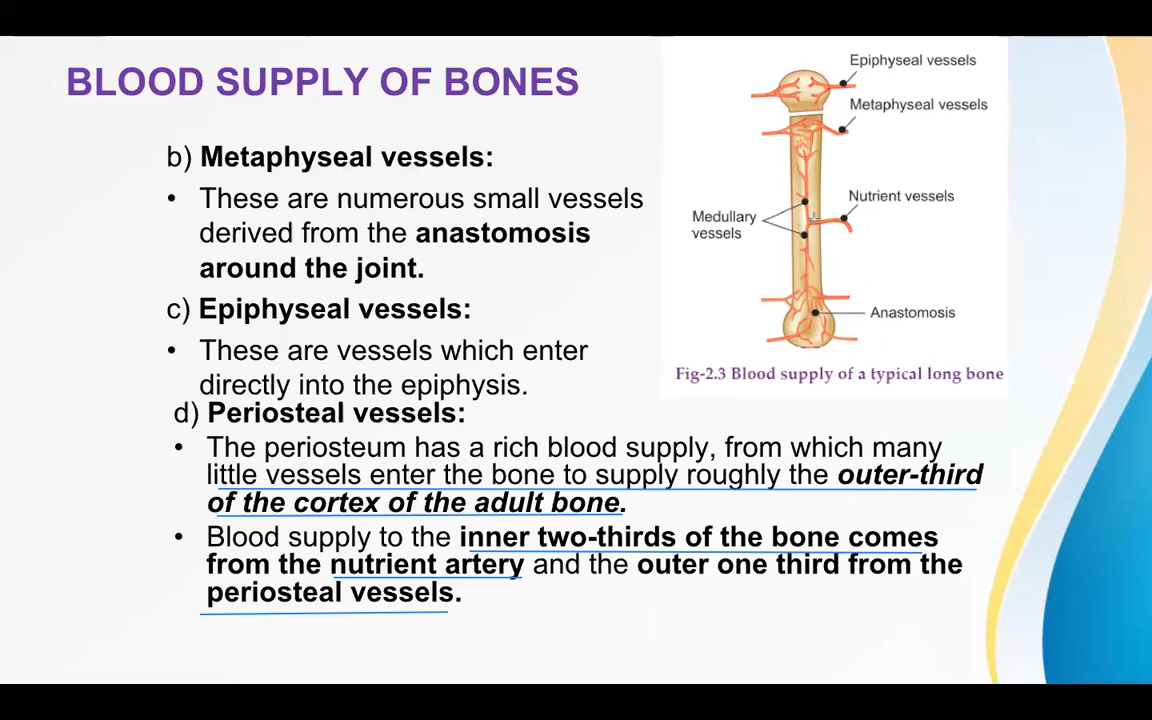 BLOOD SUPPLY OF BONES
b) Metaphyseal vessels:
• These are numerous small vessels
derived from the anastomosis
around the joint.
c) Epiphyseal vessels:
• These are vessels which enter
directly into the epiphysis.
d) Periosteal vessels:
• The periosteum has a rich blood supply, from which many
little vessels enter the bone to supply roughly the outer-third
of the cortex of the adult bone.
• Blood supply to the inner two-thirds of the bone comes
from the nutrient artery and the outer one third from the
periosteal vessels.
Epiphyseal vessels
Metaphyseal vessels
Nutrient vessels
Medullary
vessels
Anastomosis
Fig-2.3 Blood supply of a typical long bone